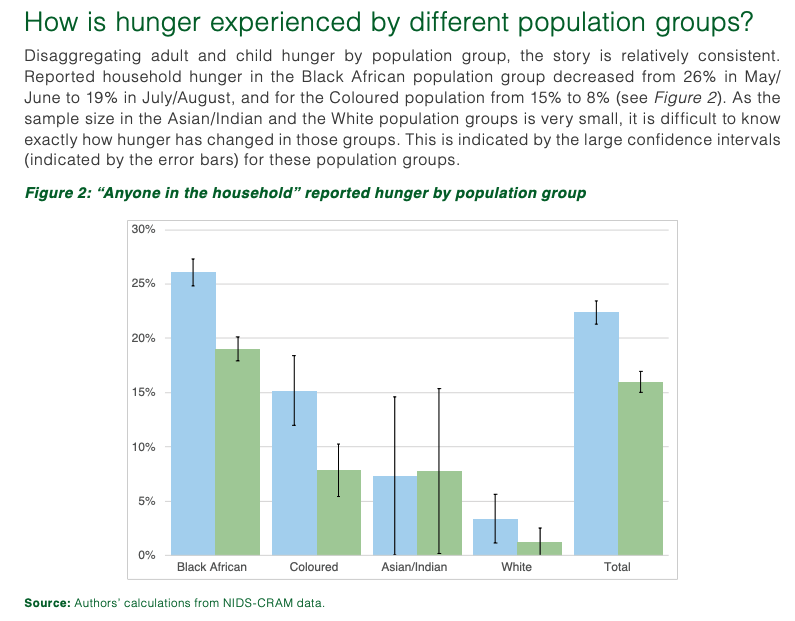 How is hunger experienced by different population groups?
Disaggregating adult and child hunger by population group, the story is relatively consistent.
Reported household hunger in the Black African population group decreased from 26% in May/
June to 19% in July/August, and for the Coloured population from 15% to 8% (see Figure 2). As the
sample size in the Asian/Indian and the White population groups is very small, it is difficult to know
exactly how hunger has changed in those groups. This is indicated by the large confidence intervals
(indicated by the error bars) for these population groups.
Figure 2: “Anyone in the household” reported hunger by population group
30%
25%
20%
15%
10%
5%
0%
Black African Coloured Asian/Indian White Total
Source: Authors’ calculations from NIDS-CRAM data.